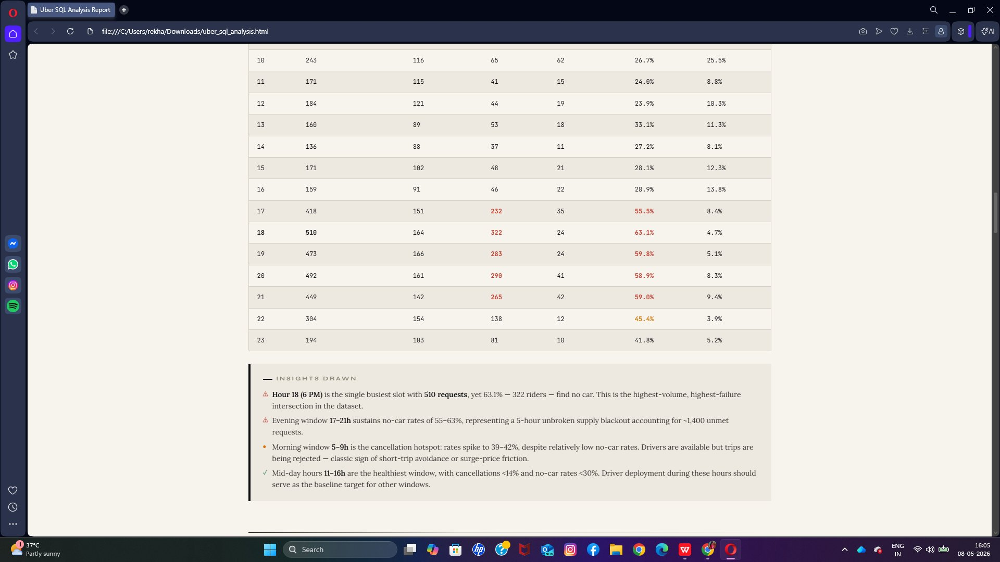 Uber SQL Analysis Report
file:///C:/Users/rekha/Downloads/uber_sql_analysis.html
AI
10 243 116 65 62 26.7% 25.5%
11 171 115 41 15 24.0% 8.8%
12 184 121 44 19 23.9% 10.3%
13 160 89 53 18 33.1% 11.3%
14 136 88 37 11 27.2% 8.1%
15 171 102 48 21 28.1% 12.3%
16 159 91 46 22 28.9% 13.8%
17 418 151 232 35 55.5% 8.4%
18 510 164 322 24 63.1% 4.7%
19 473 166 283 24 59.8% 5.1%
20 492 161 290 41 58.9% 8.3%
21 449 142 265 42 59.0% 9.4%
22 304 154 138 12 45.4% 3.9%
23 194 103 81 10 41.8% 5.2%
INSIGHTS DRAWN
⚠ Hour 18 (6 PM) is the single busiest slot with 510 requests, yet 63.1% — 322 riders — find no car. This is the highest-volume, highest-failure
intersection in the dataset.
⚠ Evening window 17–21h sustains no-car rates of 55–63%, representing a 5-hour unbroken supply blackout accounting for ~1,400 unmet
requests.
• Morning window 5–9h is the cancellation hotspot: rates spike to 39–42%, despite relatively low no-car rates. Drivers are available but trips are
being rejected — classic sign of short-trip avoidance or surge-price friction.
✓ Mid-day hours 11–16h are the healthiest window, with cancellations <14% and no-car rates <30%. Driver deployment during these hours should
serve as the baseline target for other windows.
1
37°C
Partly sunny
Search
hp
NEW
ENG
IN
16:05
08-06-2026